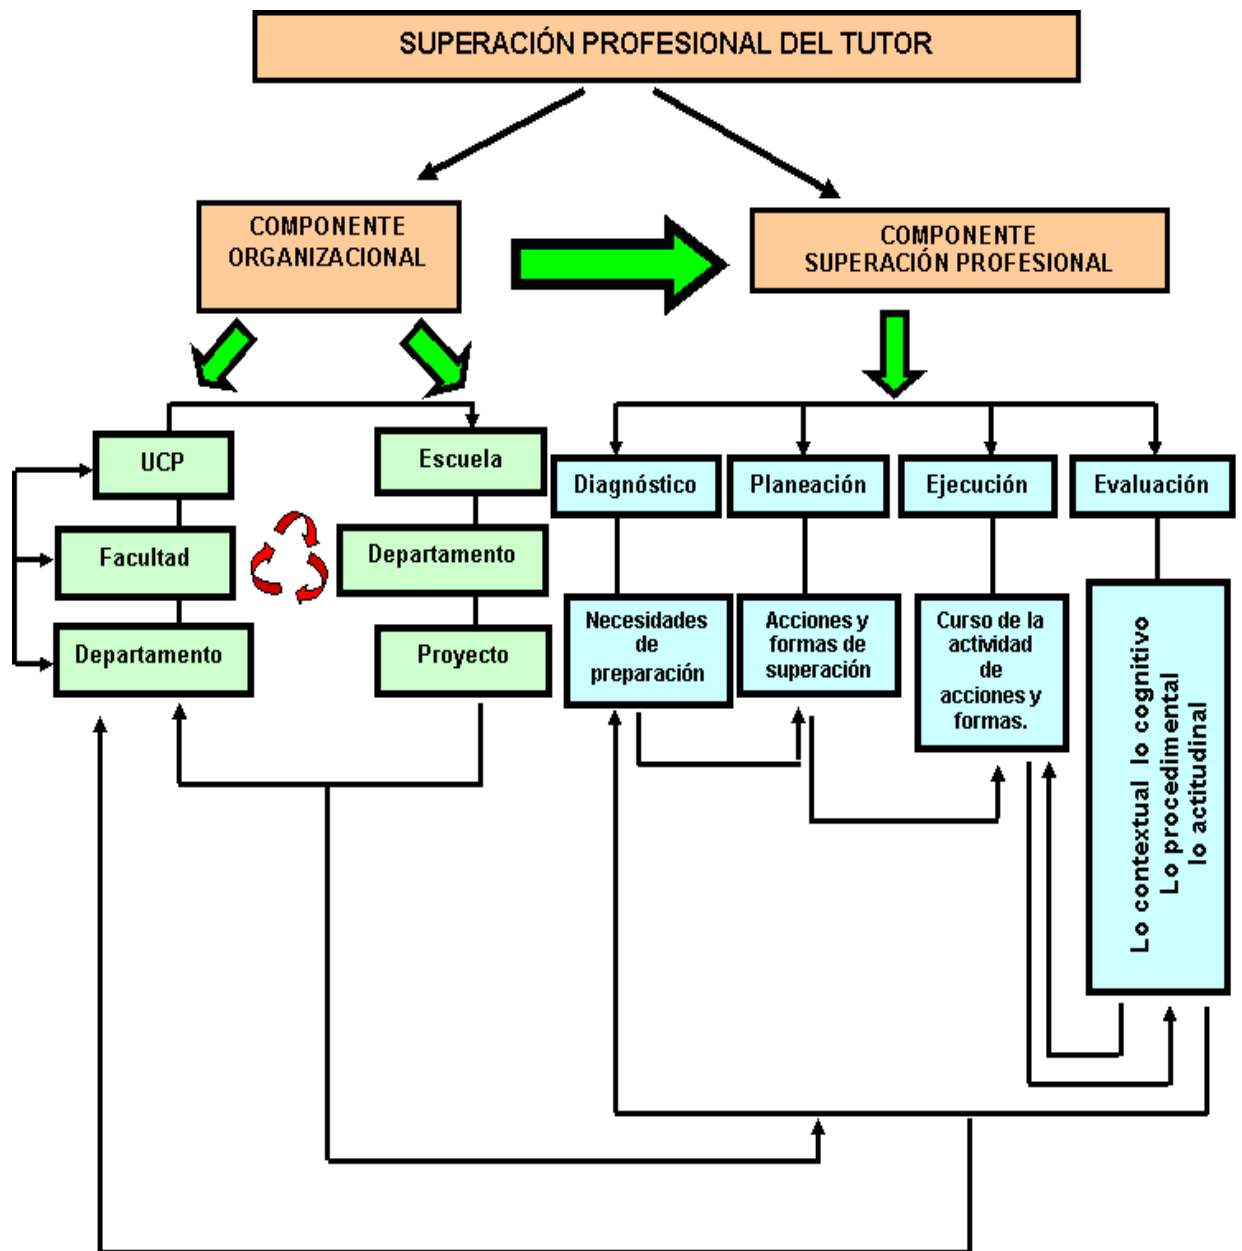 SUPERACIÓN PROFESIONAL DEL TUTOR
COMPONENTE
ORGANIZACIONAL
COMPONENTE
SUPERACIÓN PROFESIONAL
UCP
Escuela
Facultad
Departamento
Departamento
Proyecto
Diagnóstico
Planeación
Ejecución
Evaluación
Necesidades
de
preparación
Acciones y
formas de
superación
Curso de la
actividad
de
acciones y
formas.
Lo contextual lo cognitivo
Lo procedimental
lo actitudinal